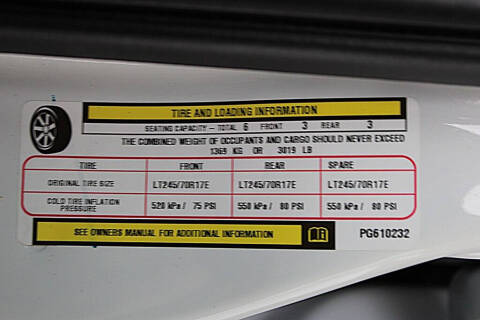 TIRE AND LOADING INFORMATION
SEATING CAPACITY – TOTAL 6 FRONT 3 REAR 3
THE COMBINED WEIGHT OF OCCUPANTS AND CARGO SHOULD NEVER EXCEED
1369 KG OR 3019 LB
TIRE FRONT REAR SPARE
ORIGINAL TIRE SIZE LT245/70R17E LT245/70R17E LT245/70R17E
COLD TIRE INFLATION PRESSURE 520 kPa / 75 PSI 550 kPa / 80 PSI 550 kPa / 80 PSI
SEE OWNERS MANUAL FOR ADDITIONAL INFORMATION PG610232